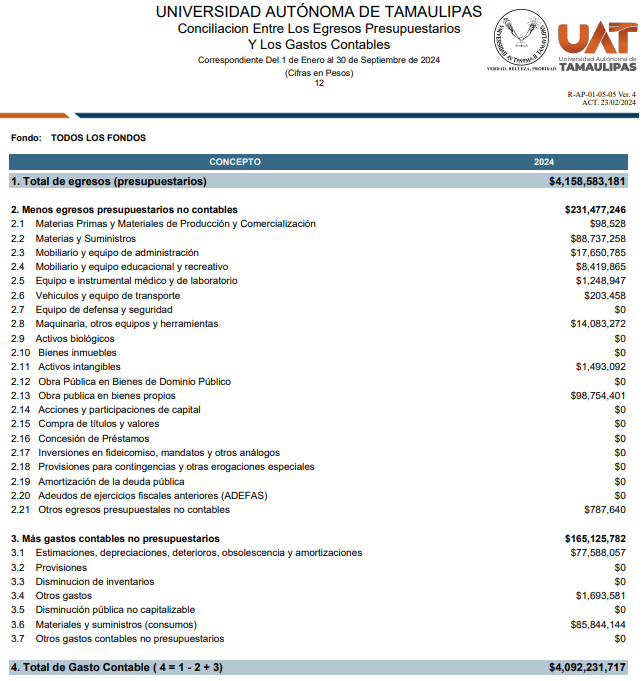 UNIVERSIDAD AUTÓNOMA DE TAMAULIPAS
Conciliacion Entre Los Egresos Presupuestarios
Y Los Gastos Contables
Correspondiente Del 1 de Enero al 30 de Septiembre de 2024
(Cifras en Pesos)
12
VERDAD, BELLEZA, PROBIDAD
UAT
Universidad Autónoma de
TAMAULIPAS
R-AP-01-05-05 Ver. 4
ACT. 23/02/2024
Fondo: TODOS LOS FONDOS
CONCEPTO 2024
1. Total de egresos (presupuestarios) $4,158,583,181
2. Menos egresos presupuestarios no contables $231,477,246
2.1 Materias Primas y Materiales de Producción y Comercialización $98,528
2.2 Materias y Suministros $88,737,258
2.3 Mobiliario y equipo de administración $17,650,785
2.4 Mobiliario y equipo educacional y recreativo $8,419,865
2.5 Equipo e instrumental médico y de laboratorio $1,248,947
2.6 Vehiculos y equipo de transporte $203,458
2.7 Equipo de defensa y seguridad $0
2.8 Maquinaria, otros equipos y herramientas $14,083,272
2.9 Activos biológicos $0
2.10 Bienes inmuebles $0
2.11 Activos intangibles $1,493,092
2.12 Obra Pública en Bienes de Dominio Público $0
2.13 Obra publica en bienes propios $98,754,401
2.14 Acciones y participaciones de capital $0
2.15 Compra de títulos y valores $0
2.16 Concesión de Préstamos $0
2.17 Inversiones en fideicomiso, mandatos y otros análogos $0
2.18 Provisiones para contingencias y otras erogaciones especiales $0
2.19 Amortización de la deuda pública $0
2.20 Adeudos de ejercicios fiscales anteriores (ADEFAS) $0
2.21 Otros egresos presupuestales no contables $787,640
3. Más gastos contables no presupuestarios $165,125,782
3.1 Estimaciones, depreciaciones, deterioros, obsolescencia y amortizaciones $77,588,057
3.2 Provisiones $0
3.3 Disminucion de inventarios $0
3.4 Otros gastos $1,693,581
3.5 Disminución pública no capitalizable $0
3.6 Materiales y suministros (consumos) $85,844,144
3.7 Otros gastos contables no presupuestarios $0
4. Total de Gasto Contable ( 4 = 1 - 2 + 3) $4,092,231,717